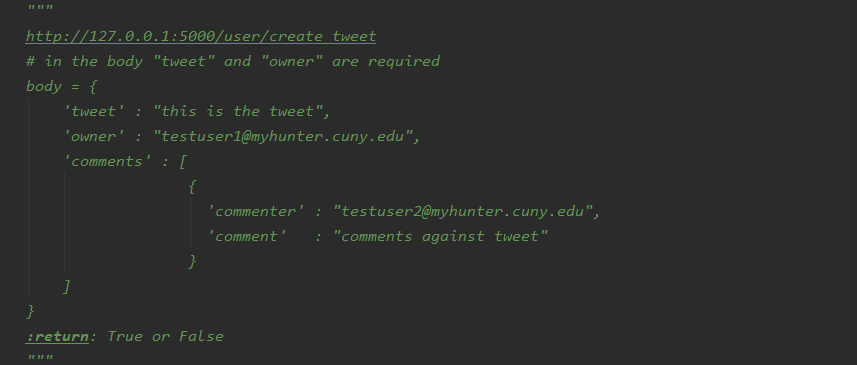 """
http://127.0.0.1:5000/user/create_tweet
# in the body "tweet" and "owner" are required
body = {
    'tweet' : "this is the tweet",
    'owner' : "testuser1@myhunter.cuny.edu",
    'comments' : [
                  {
                    'commenter' : "testuser2@myhunter.cuny.edu",
                    'comment'   : "comments against tweet"
                  }
    ]
}
:return: True or False
"""